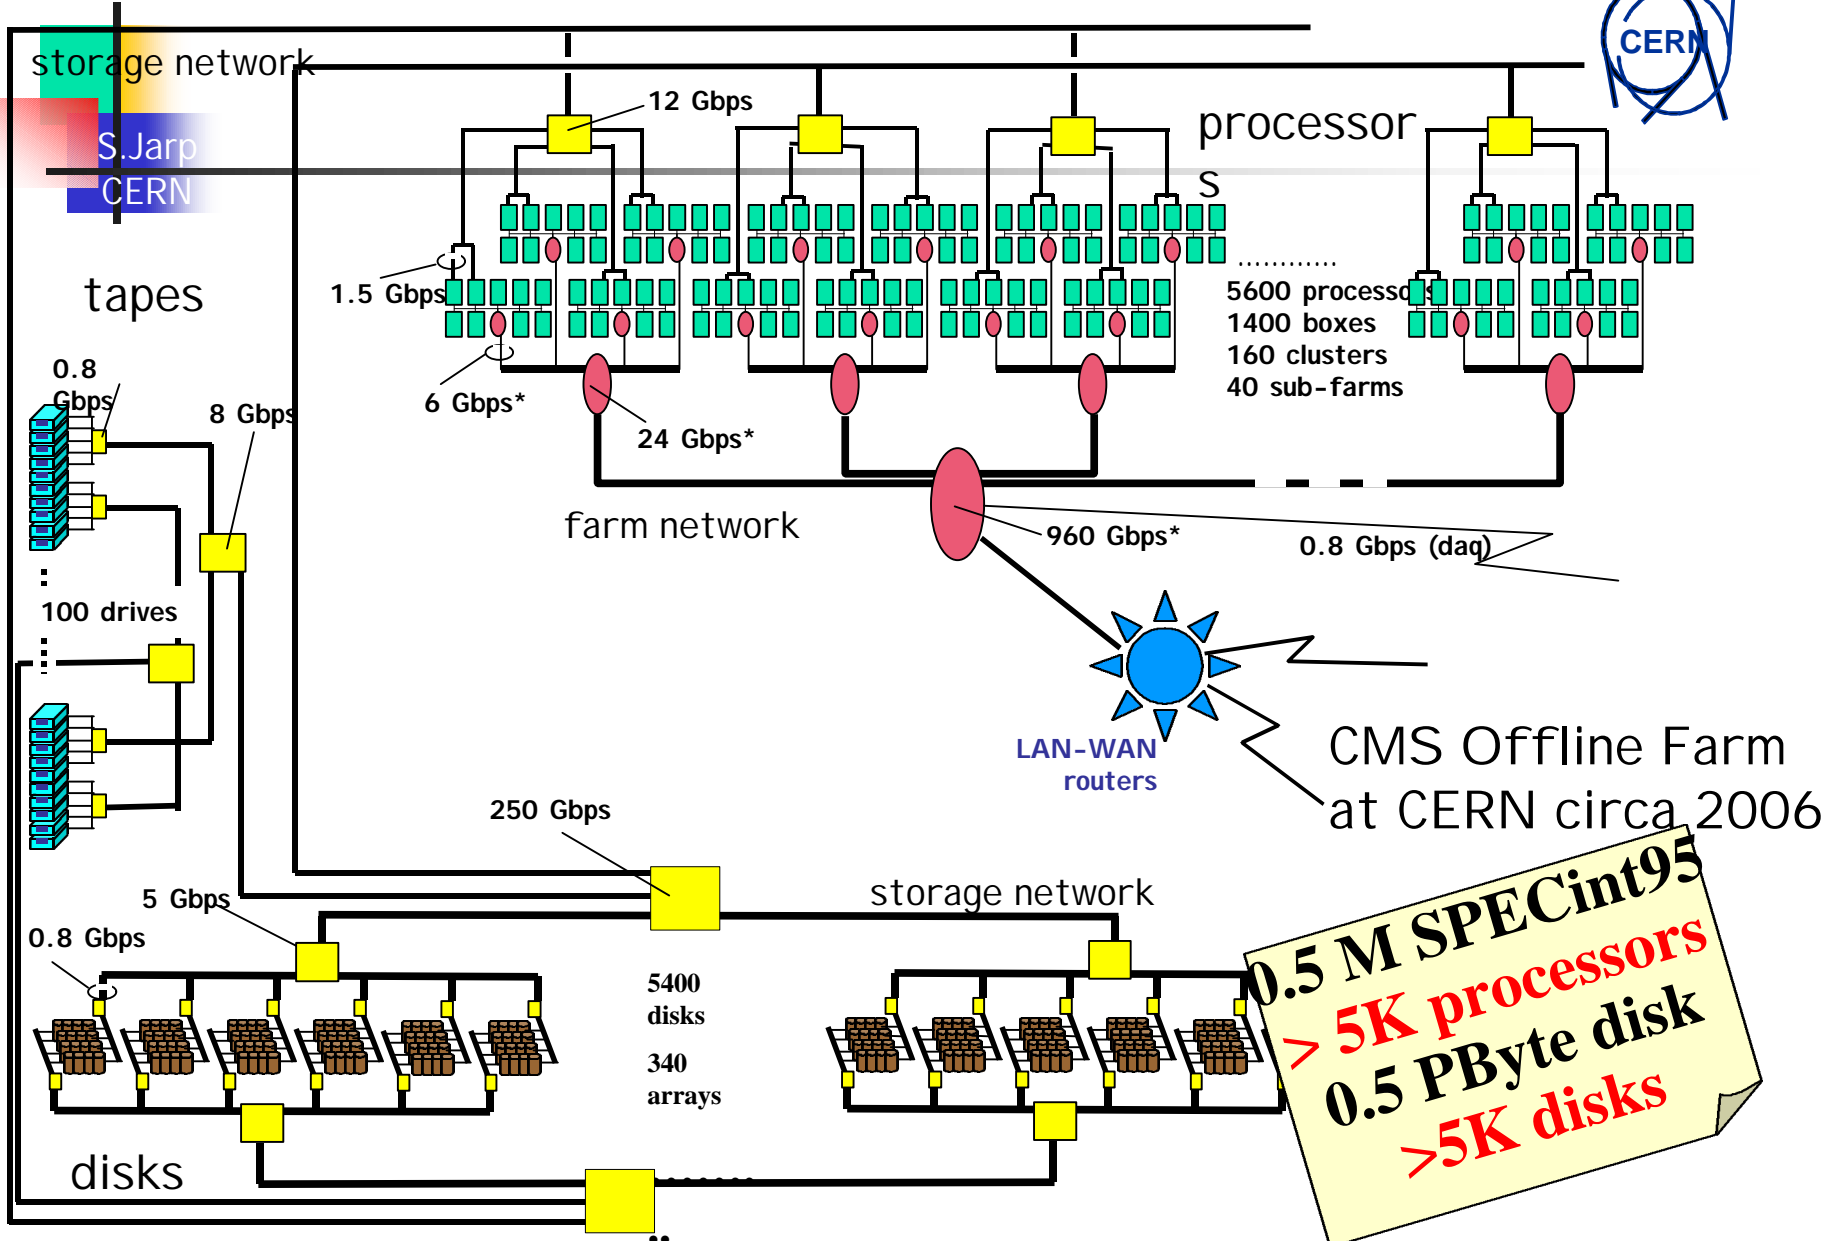 CERN
storage network
12 Gbps
processor
s
S.Jarp
CERN
tapes
1.5 Gbps
............
5600 processors
1400 boxes
160 clusters
40 sub-farms
0.8
Gbps
8 Gbps
6 Gbps*
24 Gbps*
farm network
960 Gbps*
0.8 Gbps (daq)
100 drives
LAN-WAN
routers
CMS Offline Farm
at CERN circa 2006
250 Gbps
storage network
5 Gbps
0.8 Gbps
5400
disks
340
arrays
0.5 M SPECint95
> 5K processors
0.5 PByte disk
>5K disks
disks